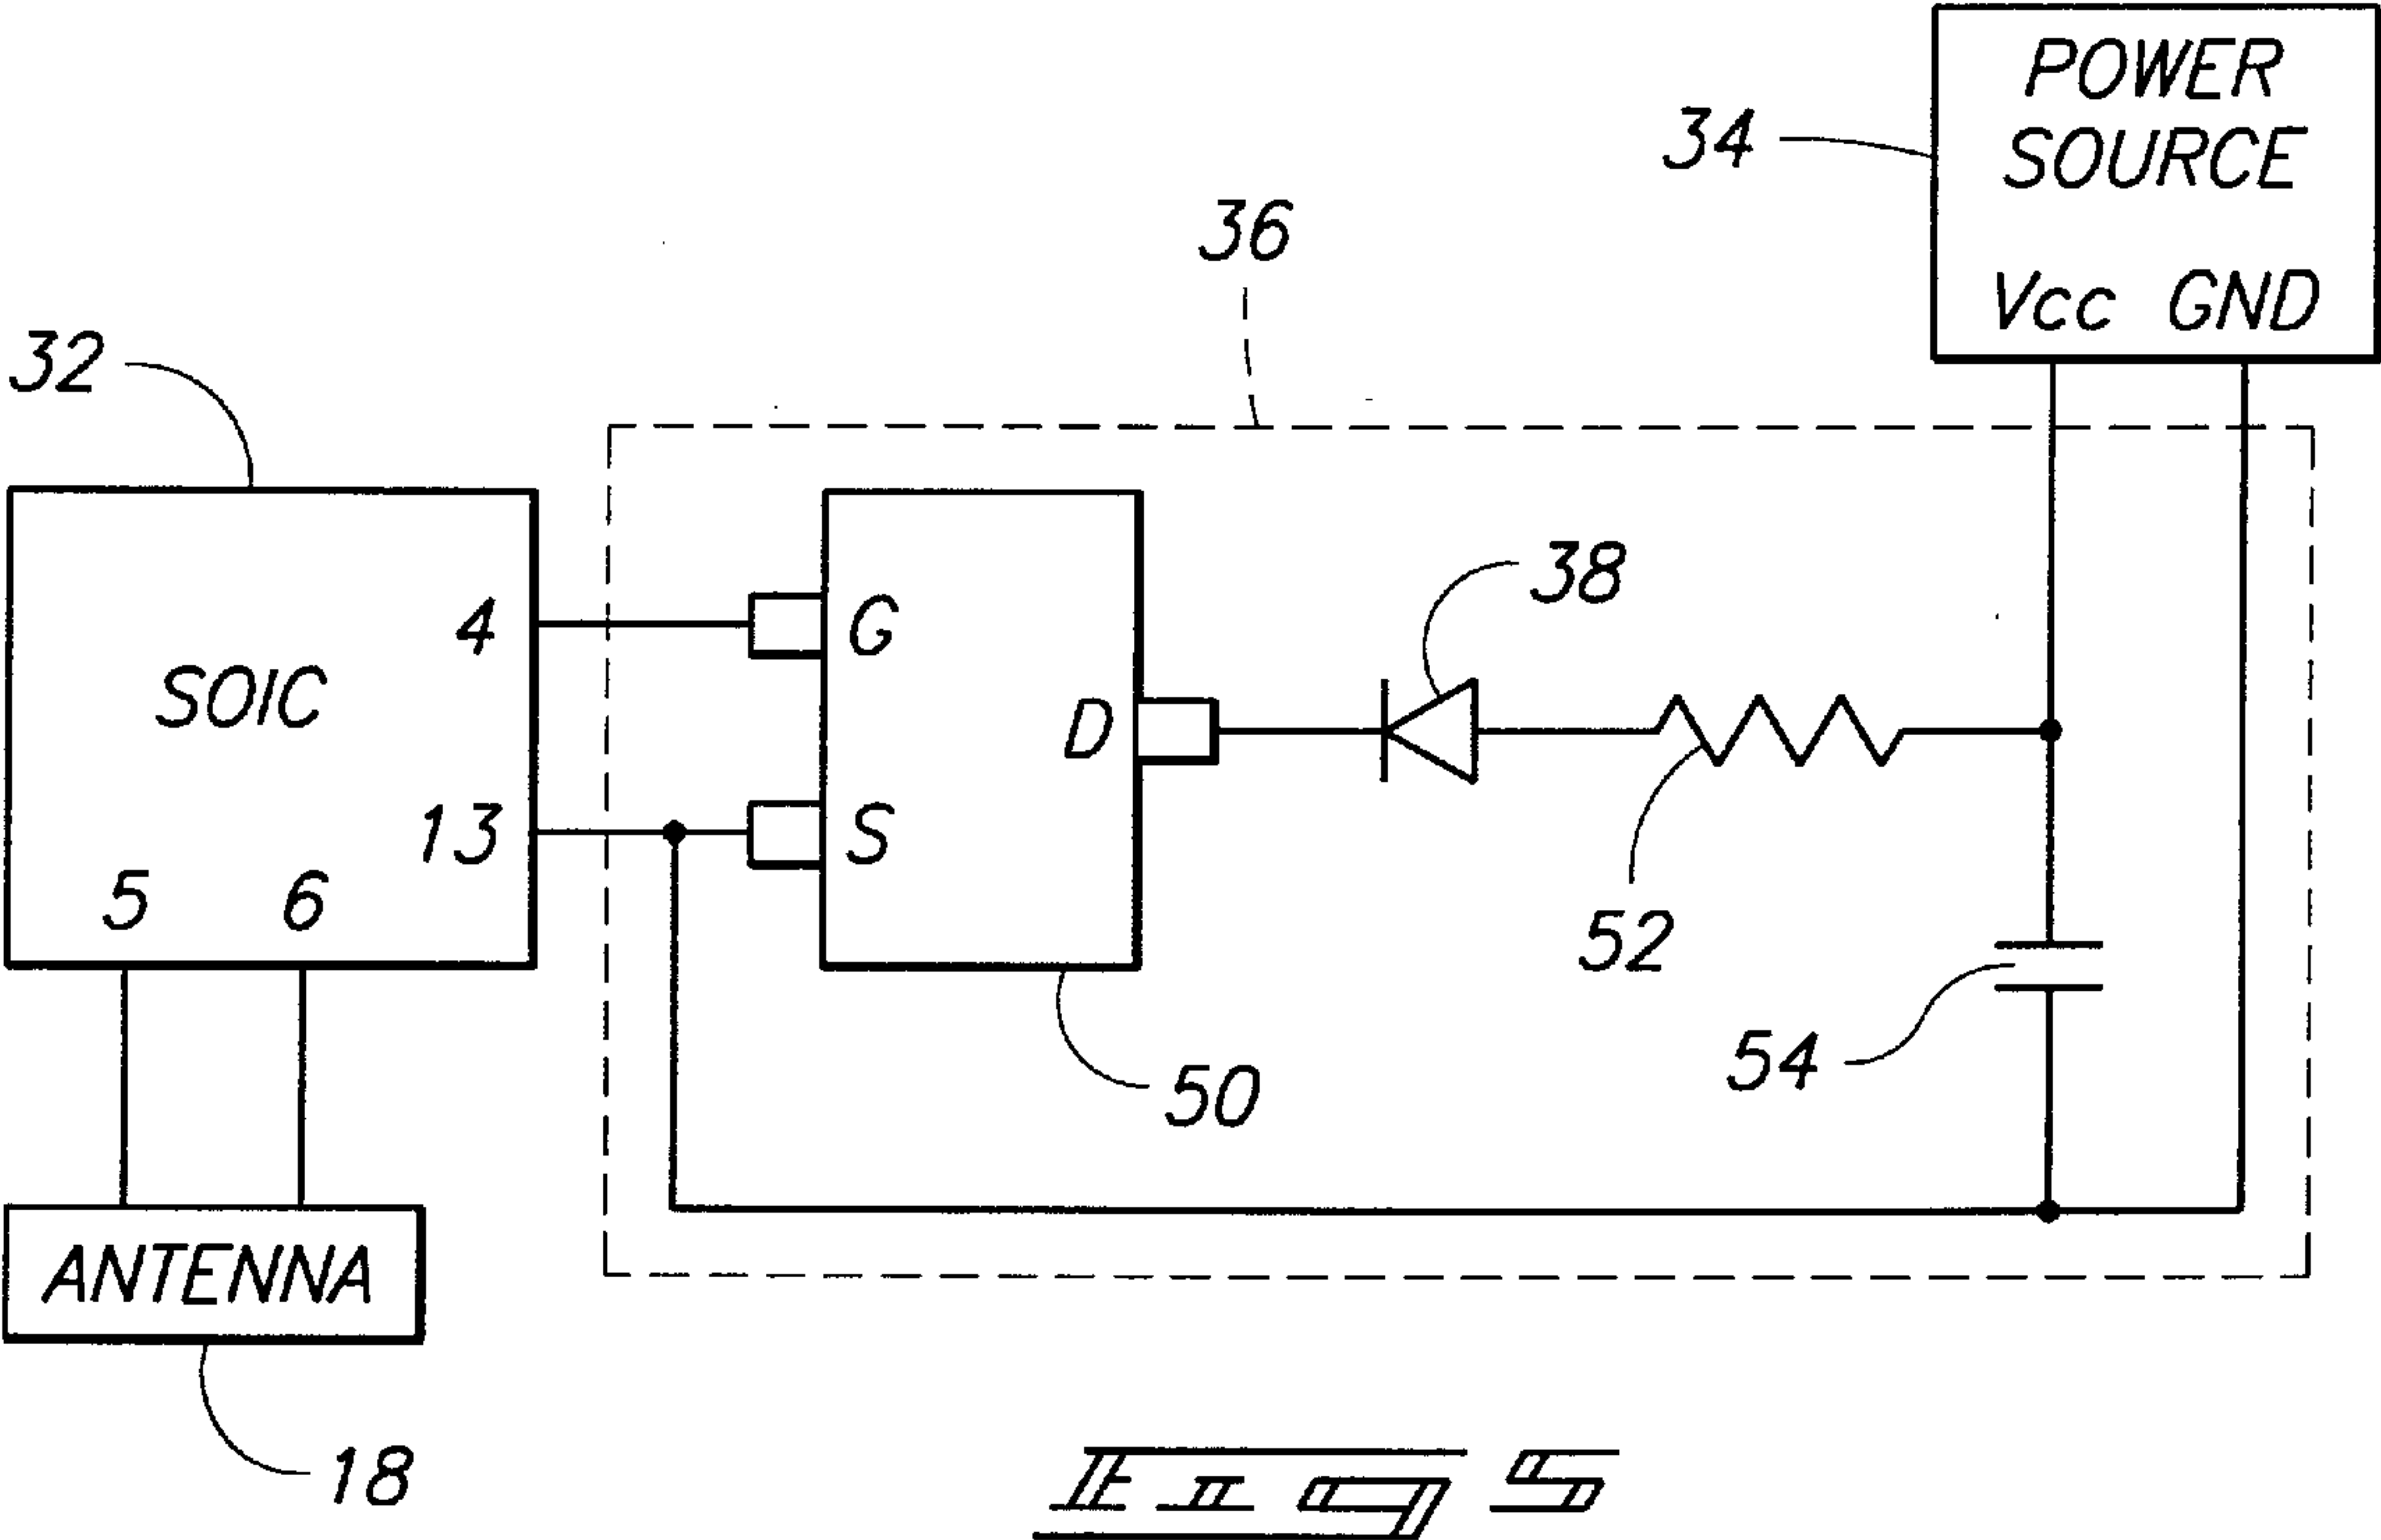 POWER
SOURCE
Vcc GND
34
36
32
SOIC
4
13
5 6
G
S
D
38
52
54
50
ANTENNA
18
Fig 5